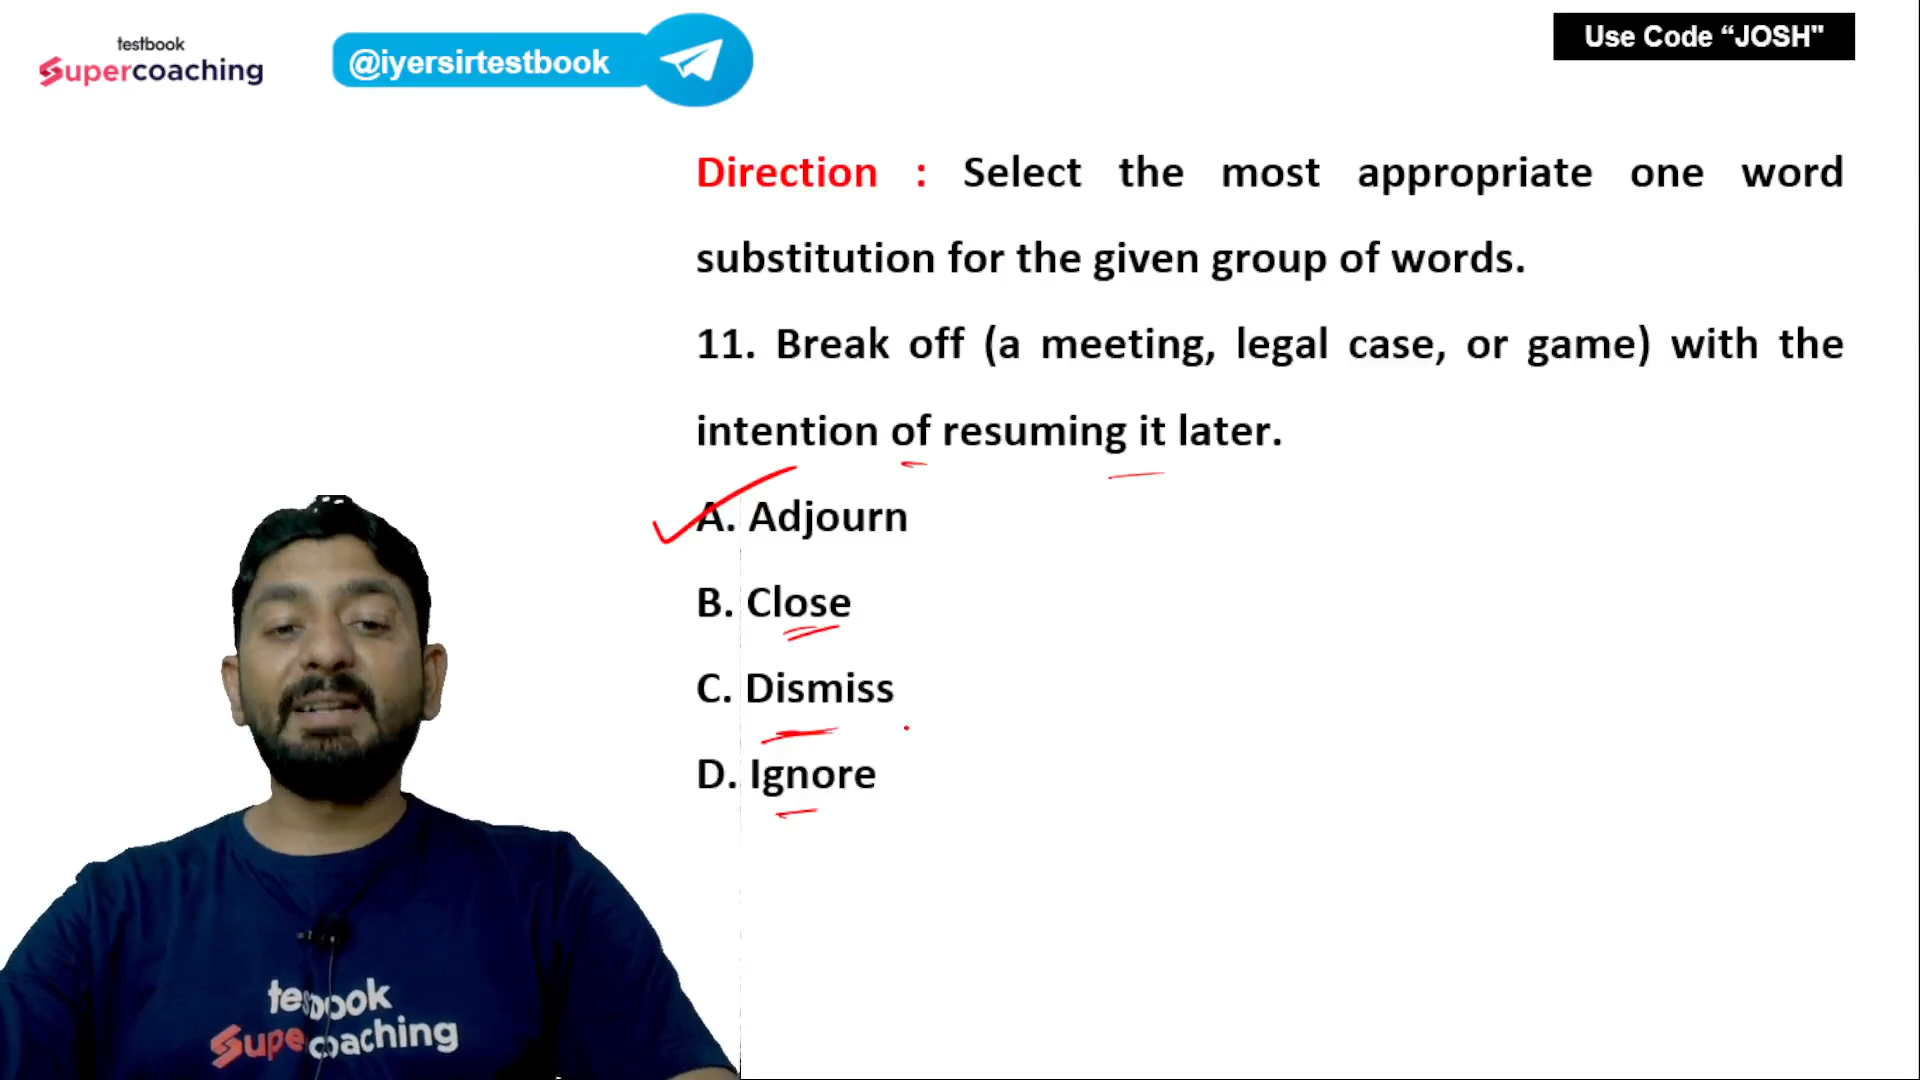 testbook
Supercoaching
@iyersirtestbook
Use Code “JOSH"
Direction : Select the most appropriate one word
substitution for the given group of words.
11. Break off (a meeting, legal case, or game) with the
intention of resuming it later.
A. Adjourn
B. Close
C. Dismiss
D. Ignore
testbook
Supercoaching